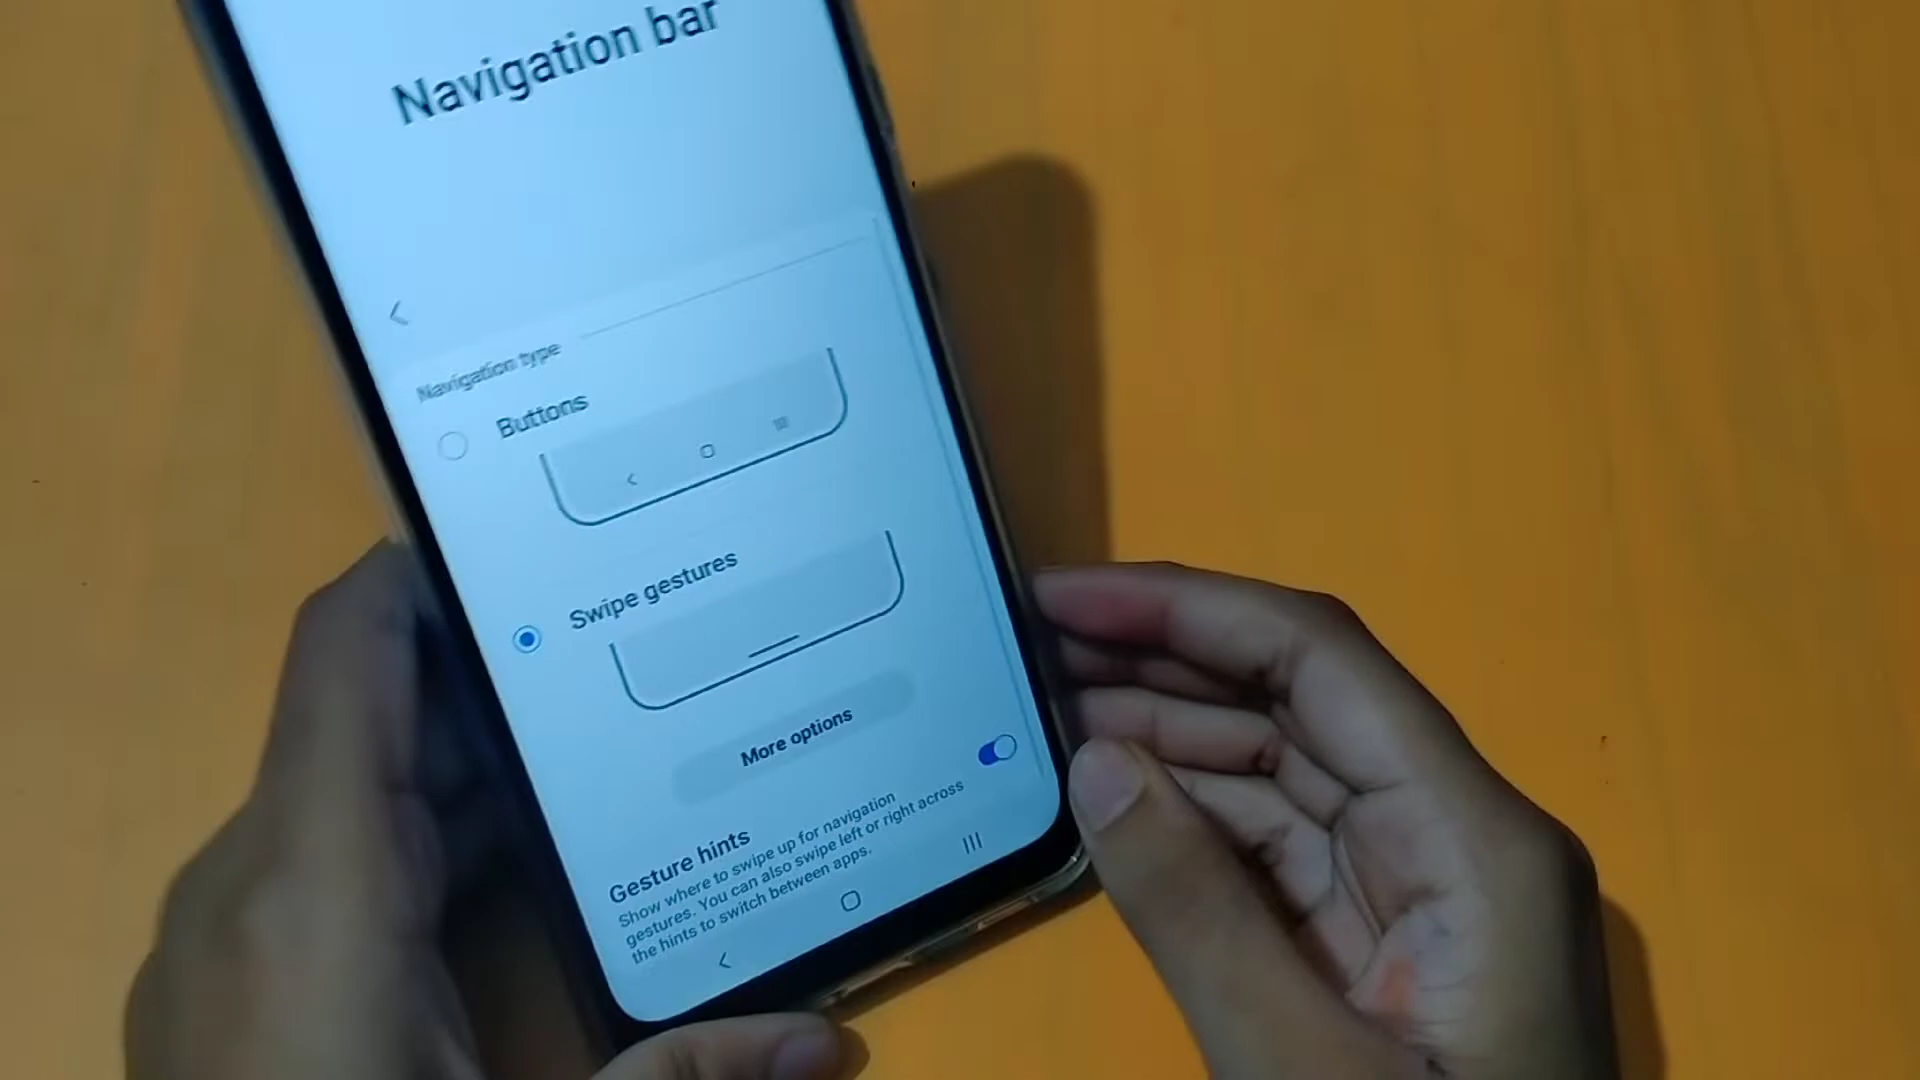 Navigation bar
Navigation type
Buttons
Swipe gestures
More options
Gesture hints
Show where to swipe up for navigation
gestures. You can also swipe left or right across
the hints to switch between apps.